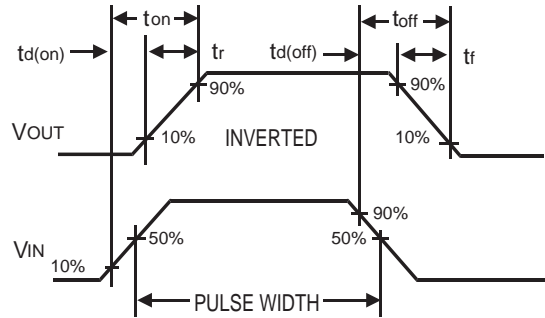 ton
toff
td(on)
tr
td(off)
tf
90%
90%
VOUT
10%
INVERTED
10%
90%
VIN
50%
50%
10%
PULSE WIDTH